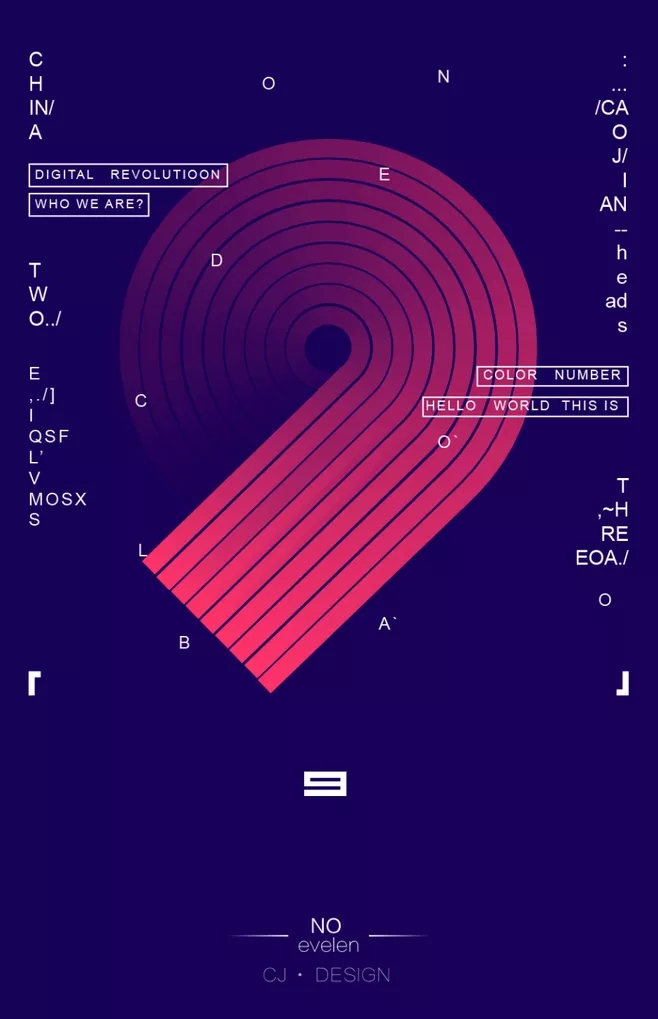 C
H
IN/
A
O
N
:
...
/CA
O
J/
I
AN
--
h
e
ad
s
DIGITAL REVOLUTIOON
WHO WE ARE?
E
D
T
W
O../
E
,./]
I
QSF
L'
V
MOSX
S
C
COLOR NUMBER
HELLO WORLD THIS IS
O`
T
,~H
RE
EOA./
O
L
B
A`
9
NO
evelen
CJ • DESIGN